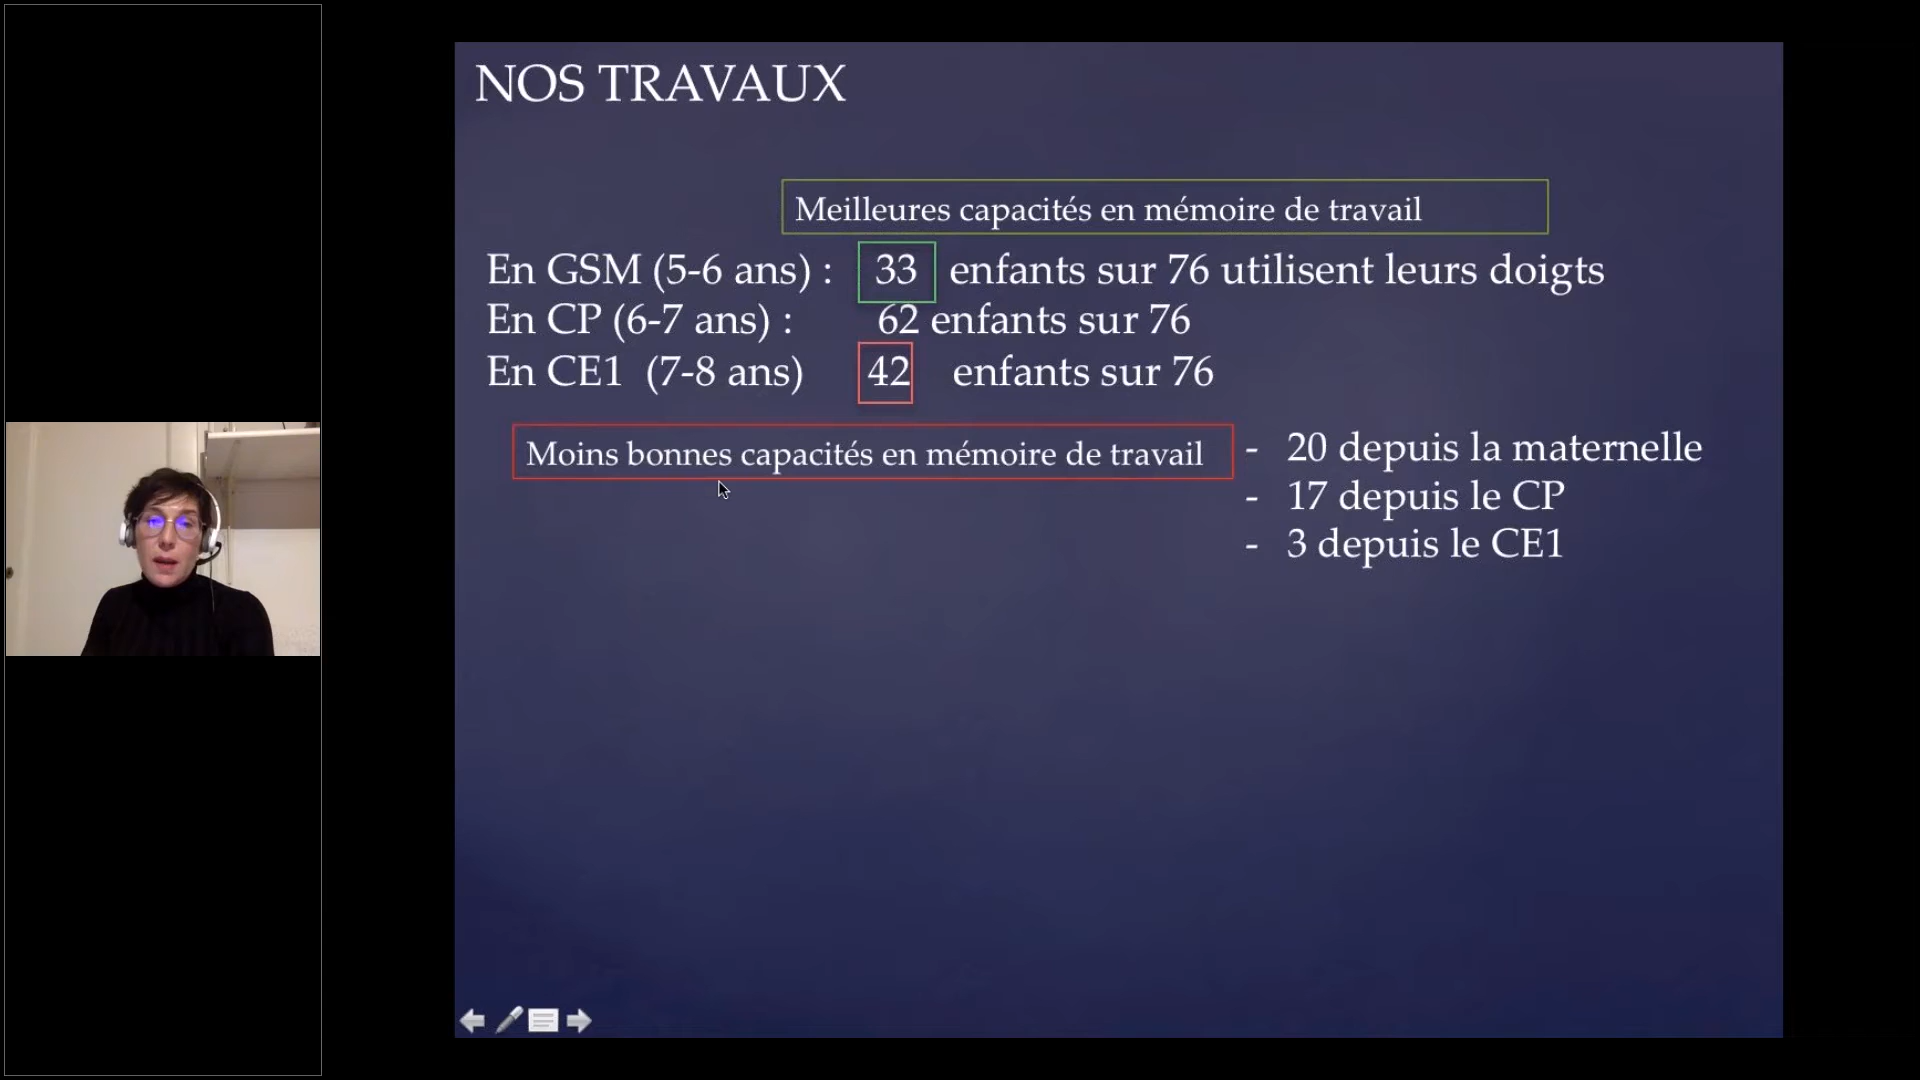 NOS TRAVAUX
Meilleures capacités en mémoire de travail
En GSM (5-6 ans) : 33 enfants sur 76 utilisent leurs doigts
En CP (6-7 ans) : 62 enfants sur 76
En CE1 (7-8 ans) 42 enfants sur 76
Moins bonnes capacités en mémoire de travail
- 20 depuis la maternelle
- 17 depuis le CP
- 3 depuis le CE1